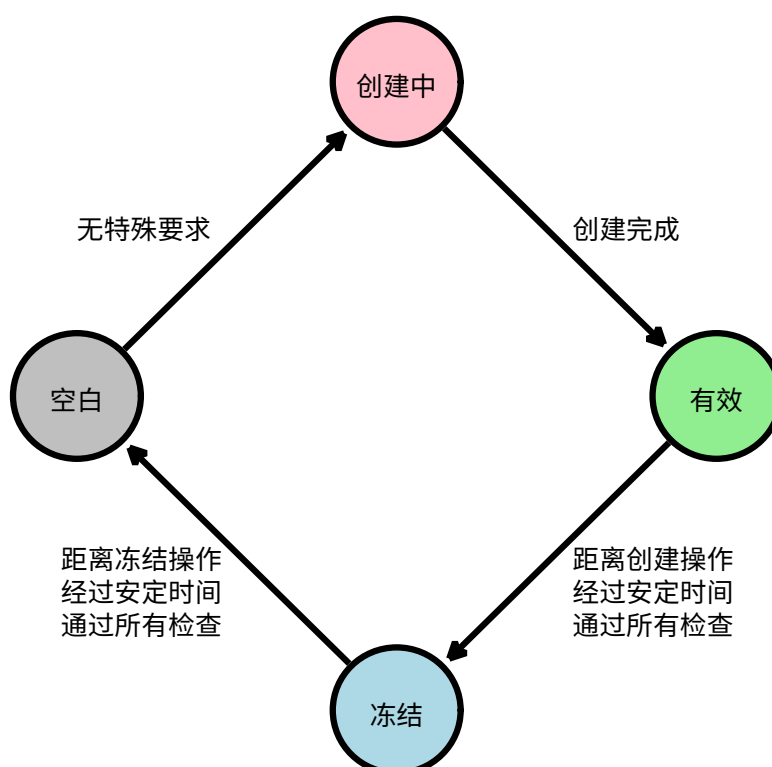 创建中
无特殊要求
创建完成
空白
有效
距离冻结操作
经过安定时间
通过所有检查
距离创建操作
经过安定时间
通过所有检查
冻结